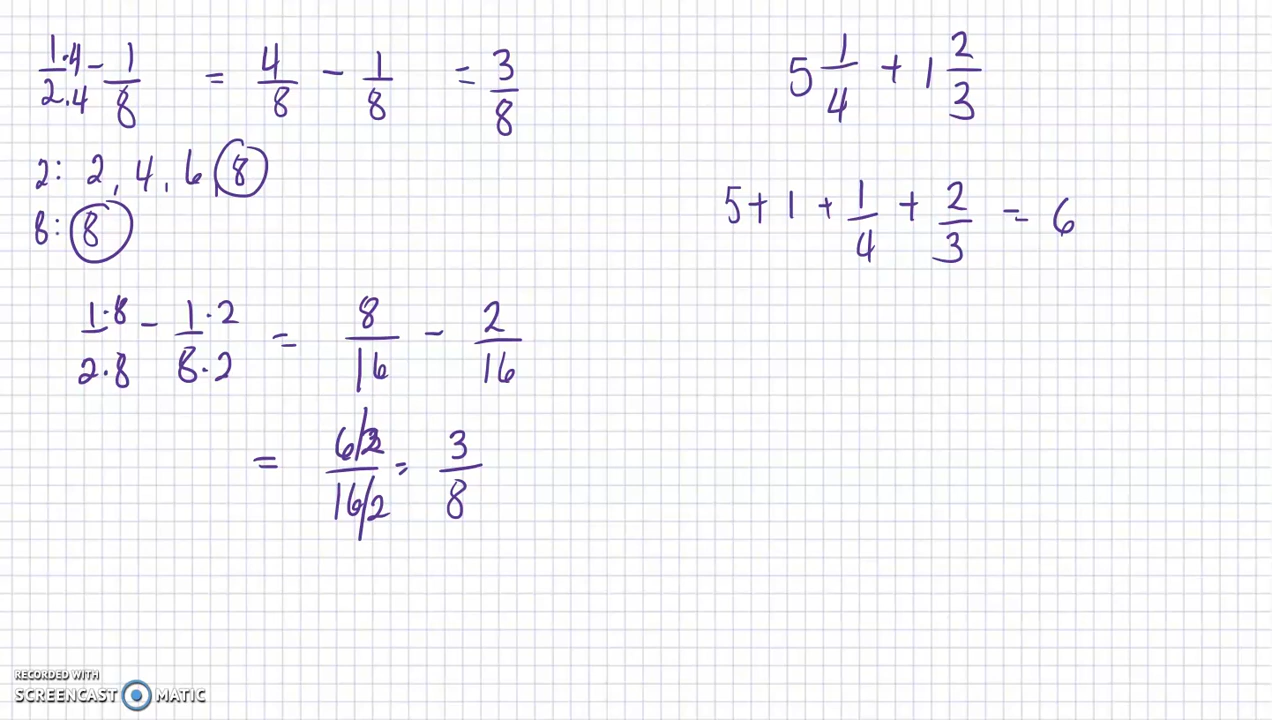 1·4/2·4 - 1/8 = 4/8 - 1/8 = 3/8
2: 2, 4, 6, 8
8: 8
1·8/2·8 - 1·2/8·2 = 8/16 - 2/16
= 6/2/16/2 = 3/8
5 1/4 + 1 2/3
5 + 1 + 1/4 + 2/3 = 6
RECORDED WITH
SCREENCAST MATIC